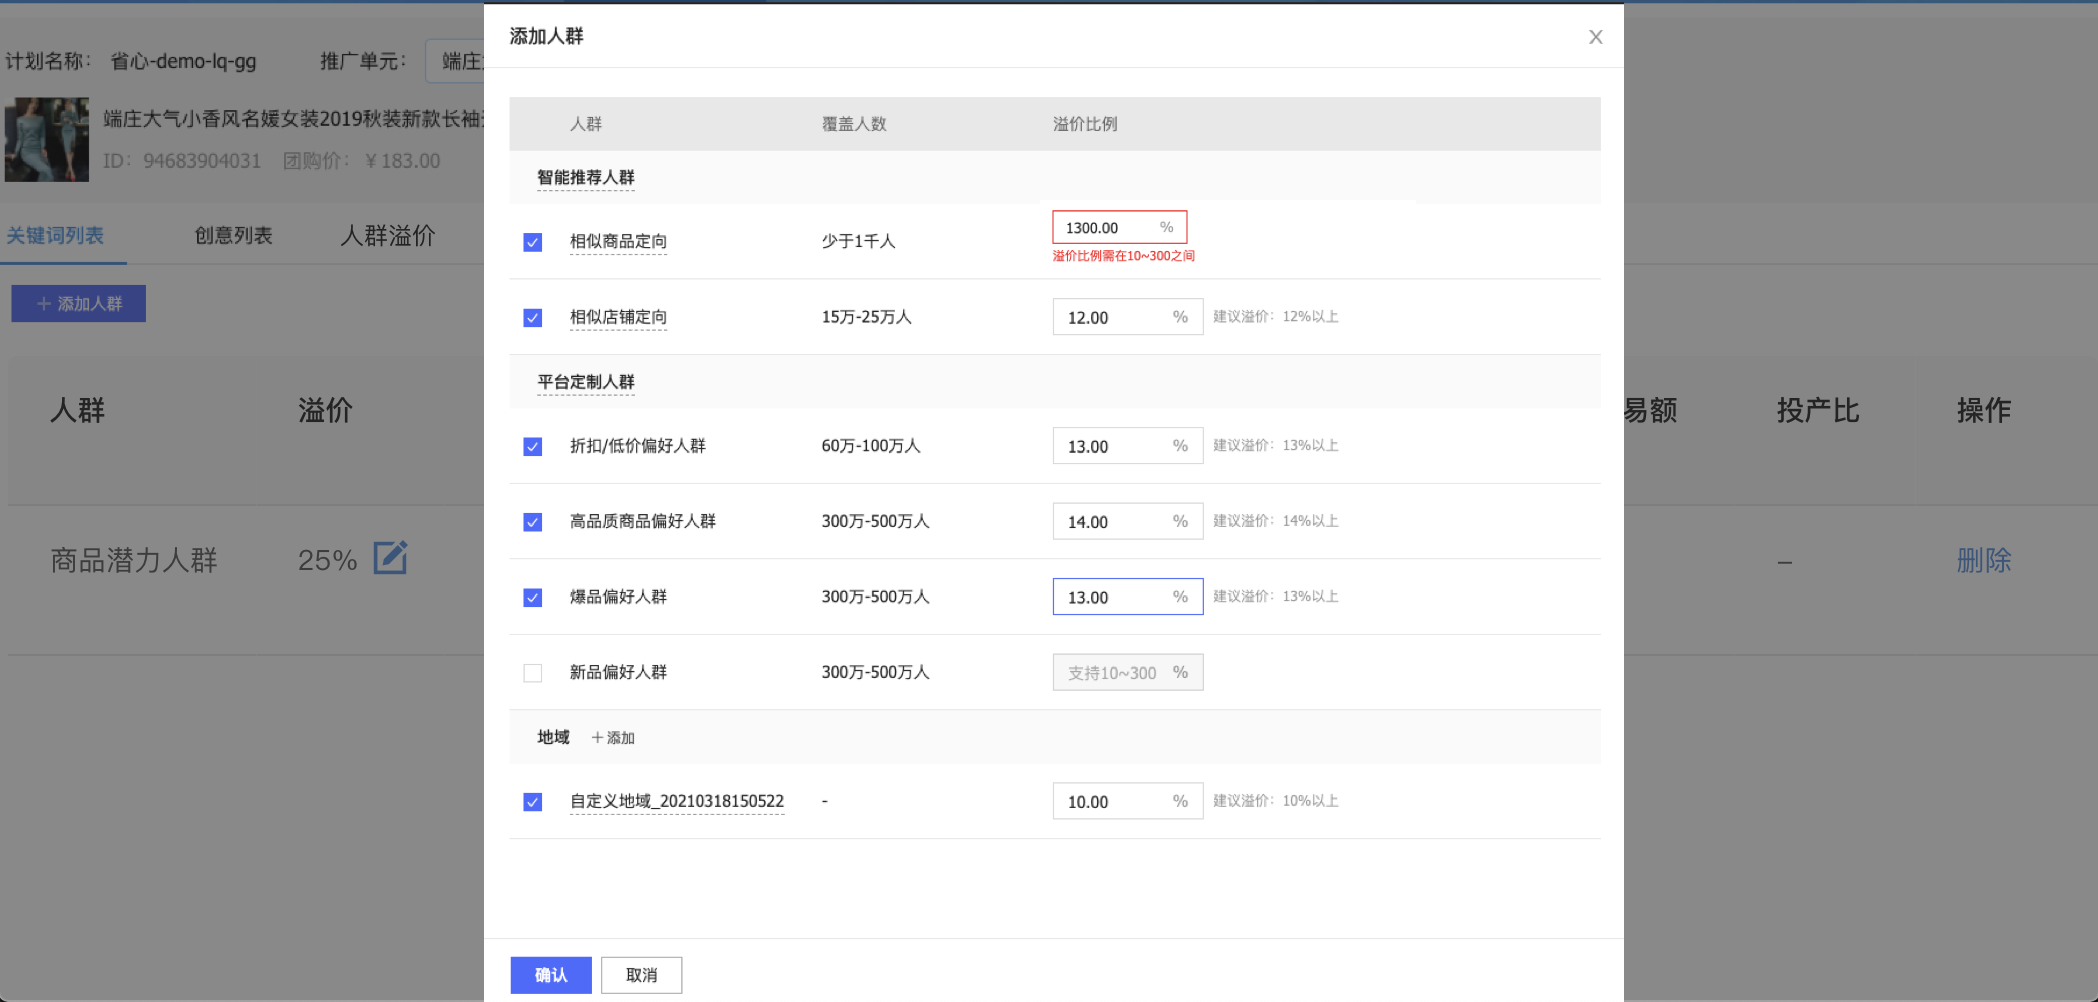 添加人群
X
计划名称： 省心-demo-lq-gg 推广单元： 端庄
端庄大气小香风名媛女装2019秋装新款长袖
ID： 94683904031 团购价： ￥183.00
关键词列表 创意列表 人群溢价
+ 添加人群
人群 溢价 易额 投产比 操作
商品潜力人群 25% – 删除
人群 覆盖人数 溢价比例
智能推荐人群
相似商品定向 少于1千人 1300.00 %
溢价比例需在10~300之间
相似店铺定向 15万-25万人 12.00 % 建议溢价： 12%以上
平台定制人群
折扣/低价偏好人群 60万-100万人 13.00 % 建议溢价： 13%以上
高品质商品偏好人群 300万-500万人 14.00 % 建议溢价： 14%以上
爆品偏好人群 300万-500万人 13.00 % 建议溢价： 13%以上
新品偏好人群 300万-500万人 支持10~300 %
地域 +添加
自定义地域_20210318150522 - 10.00 % 建议溢价： 10%以上
确认 取消